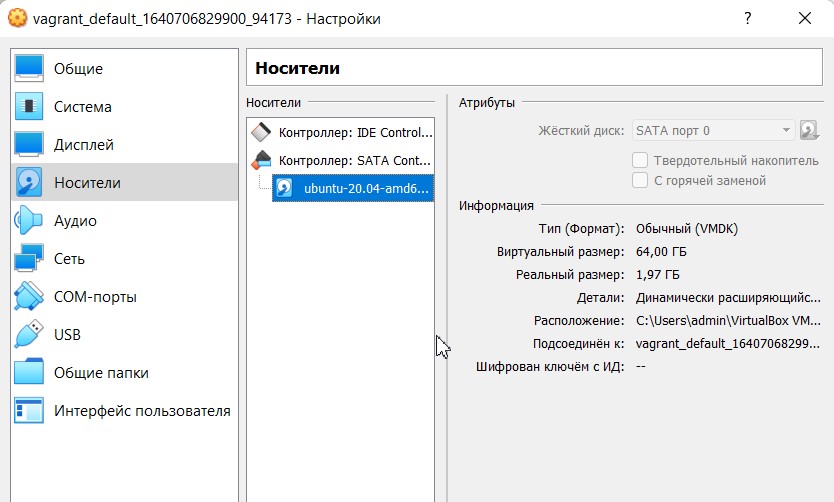 vagrant_default_1640706829900_94173 - Настройки
?
Общие
Система
Дисплей
Носители
Аудио
Сеть
COM-порты
USB
Общие папки
Интерфейс пользователя
Носители
Носители
Контроллер: IDE Control...
Контроллер: SATA Cont...
ubuntu-20.04-amd6...
Атрибуты
Жёсткий диск: SATA порт 0
Твердотельный накопитель
С горячей заменой
Информация
Тип (Формат): Обычный (VMDK)
Виртуальный размер: 64,00 ГБ
Реальный размер: 1,97 ГБ
Детали: Динамически расширяющийс...
Расположение: C:\Users\admin\VirtualBox VM...
Подсоединён к: vagrant_default_16407068299...
Шифрован ключём с ИД: --